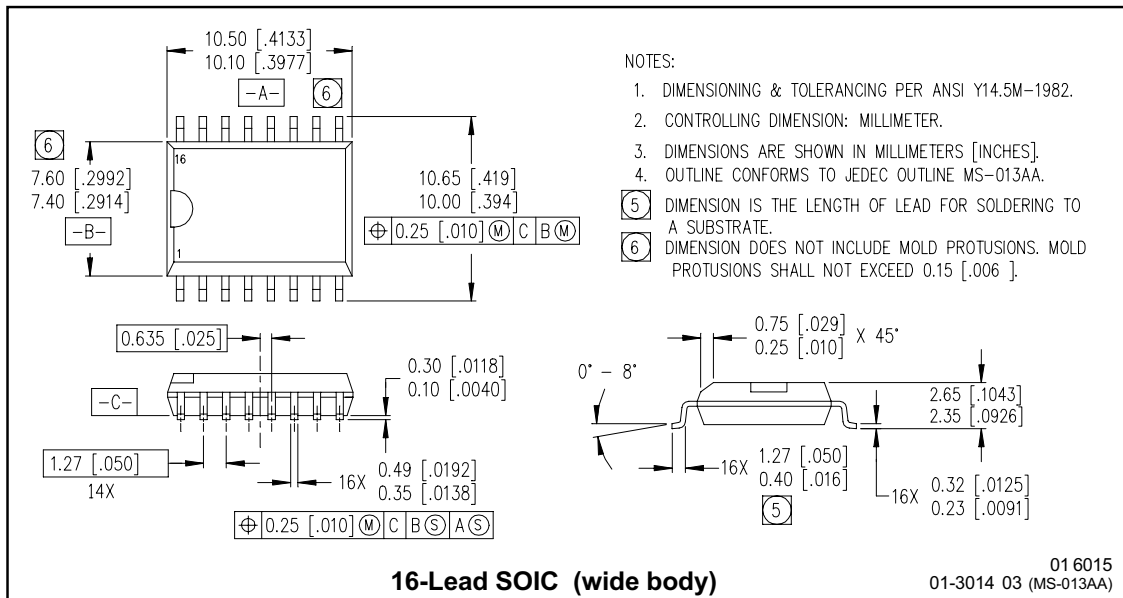 10.50 [.4133]
10.10 [.3977]
-A- 6
6
7.60 [.2992]
7.40 [.2914]
-B-
16
1
10.65 [.419]
10.00 [.394]
⌖ 0.25 [.010] Ⓜ C B Ⓜ
NOTES:
1. DIMENSIONING & TOLERANCING PER ANSI Y14.5M-1982.
2. CONTROLLING DIMENSION: MILLIMETER.
3. DIMENSIONS ARE SHOWN IN MILLIMETERS [INCHES].
4. OUTLINE CONFORMS TO JEDEC OUTLINE MS-013AA.
5 DIMENSION IS THE LENGTH OF LEAD FOR SOLDERING TO
A SUBSTRATE.
6 DIMENSION DOES NOT INCLUDE MOLD PROTUSIONS. MOLD
PROTUSIONS SHALL NOT EXCEED 0.15 [.006 ].
0.635 [.025]
0.30 [.0118]
0.10 [.0040]
-C-
1.27 [.050]
14X
16X 0.49 [.0192]
0.35 [.0138]
⌖ 0.25 [.010] Ⓜ C B Ⓢ A Ⓢ
0.75 [.029]
0.25 [.010] X 45°
0° - 8°
2.65 [.1043]
2.35 [.0926]
16X 1.27 [.050]
0.40 [.016]
5
16X 0.32 [.0125]
0.23 [.0091]
16-Lead SOIC (wide body)
01 6015
01-3014 03 (MS-013AA)